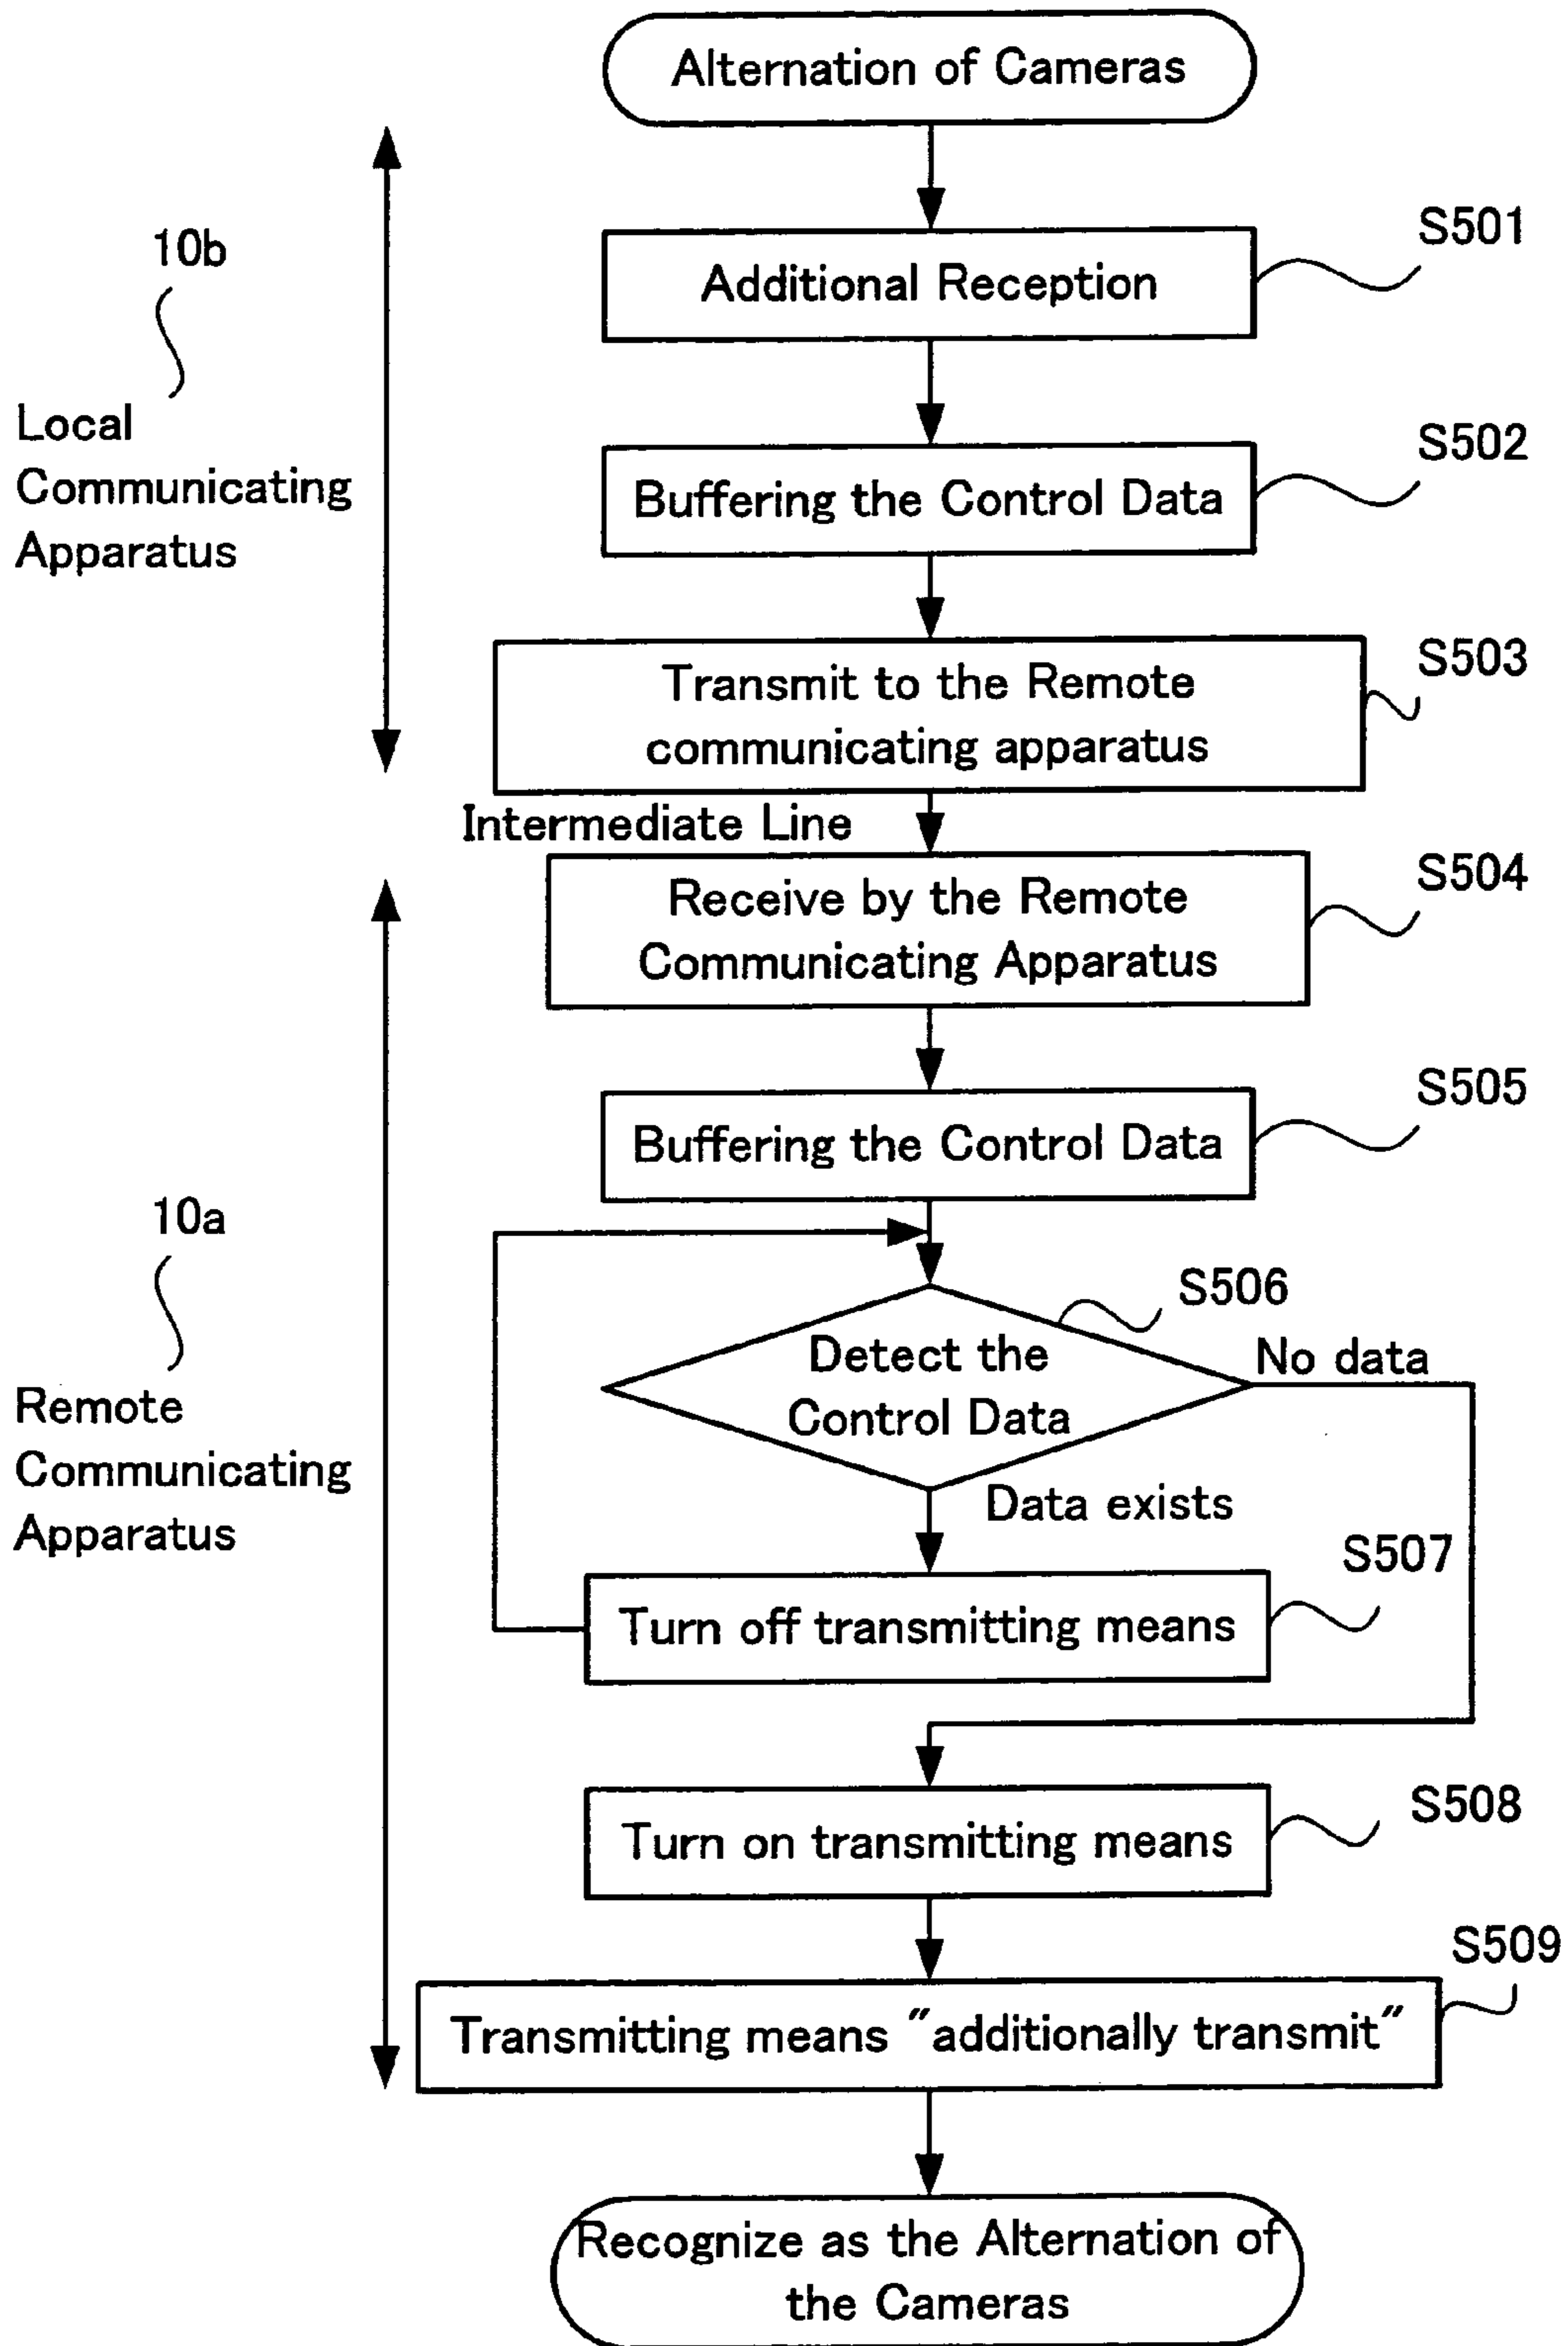 Alternation of Cameras
S501
10b
Additional Reception
Local
Communicating
Apparatus
S502
Buffering the Control Data
S503
Transmit to the Remote
communicating apparatus
Intermediate Line
S504
Receive by the Remote
Communicating Apparatus
S505
Buffering the Control Data
10a
S506
Detect the
Control Data
No data
Remote
Communicating
Apparatus
Data exists
S507
Turn off transmitting means
S508
Turn on transmitting means
S509
Transmitting means "additionally transmit"
Recognize as the Alternation of
the Cameras